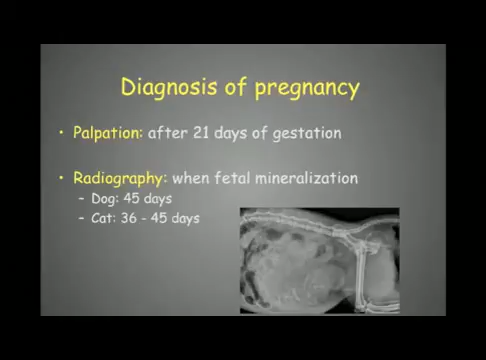 Diagnosis of pregnancy
• Palpation: after 21 days of gestation
• Radiography: when fetal mineralization
– Dog: 45 days
– Cat: 36 - 45 days